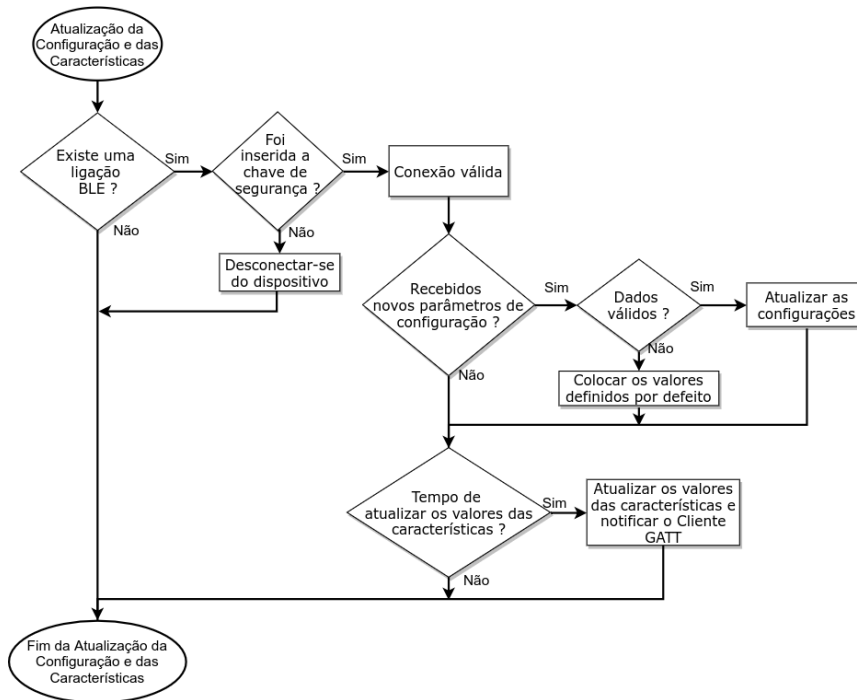 Atualização da
Configuração e das
Características
Existe uma
ligação
BLE ?
Sim
Não
Foi
inserida a
chave de
segurança ?
Sim
Não
Conexão válida
Desconectar-se
do dispositivo
Recebidos
novos parâmetros de
configuração ?
Sim
Não
Dados
válidos ?
Sim
Não
Atualizar as
configurações
Colocar os valores
definidos por defeito
Tempo de
atualizar os valores das
características ?
Sim
Não
Atualizar os valores
das características e
notificar o Cliente
GATT
Fim da Atualização da
Configuração e das
Características